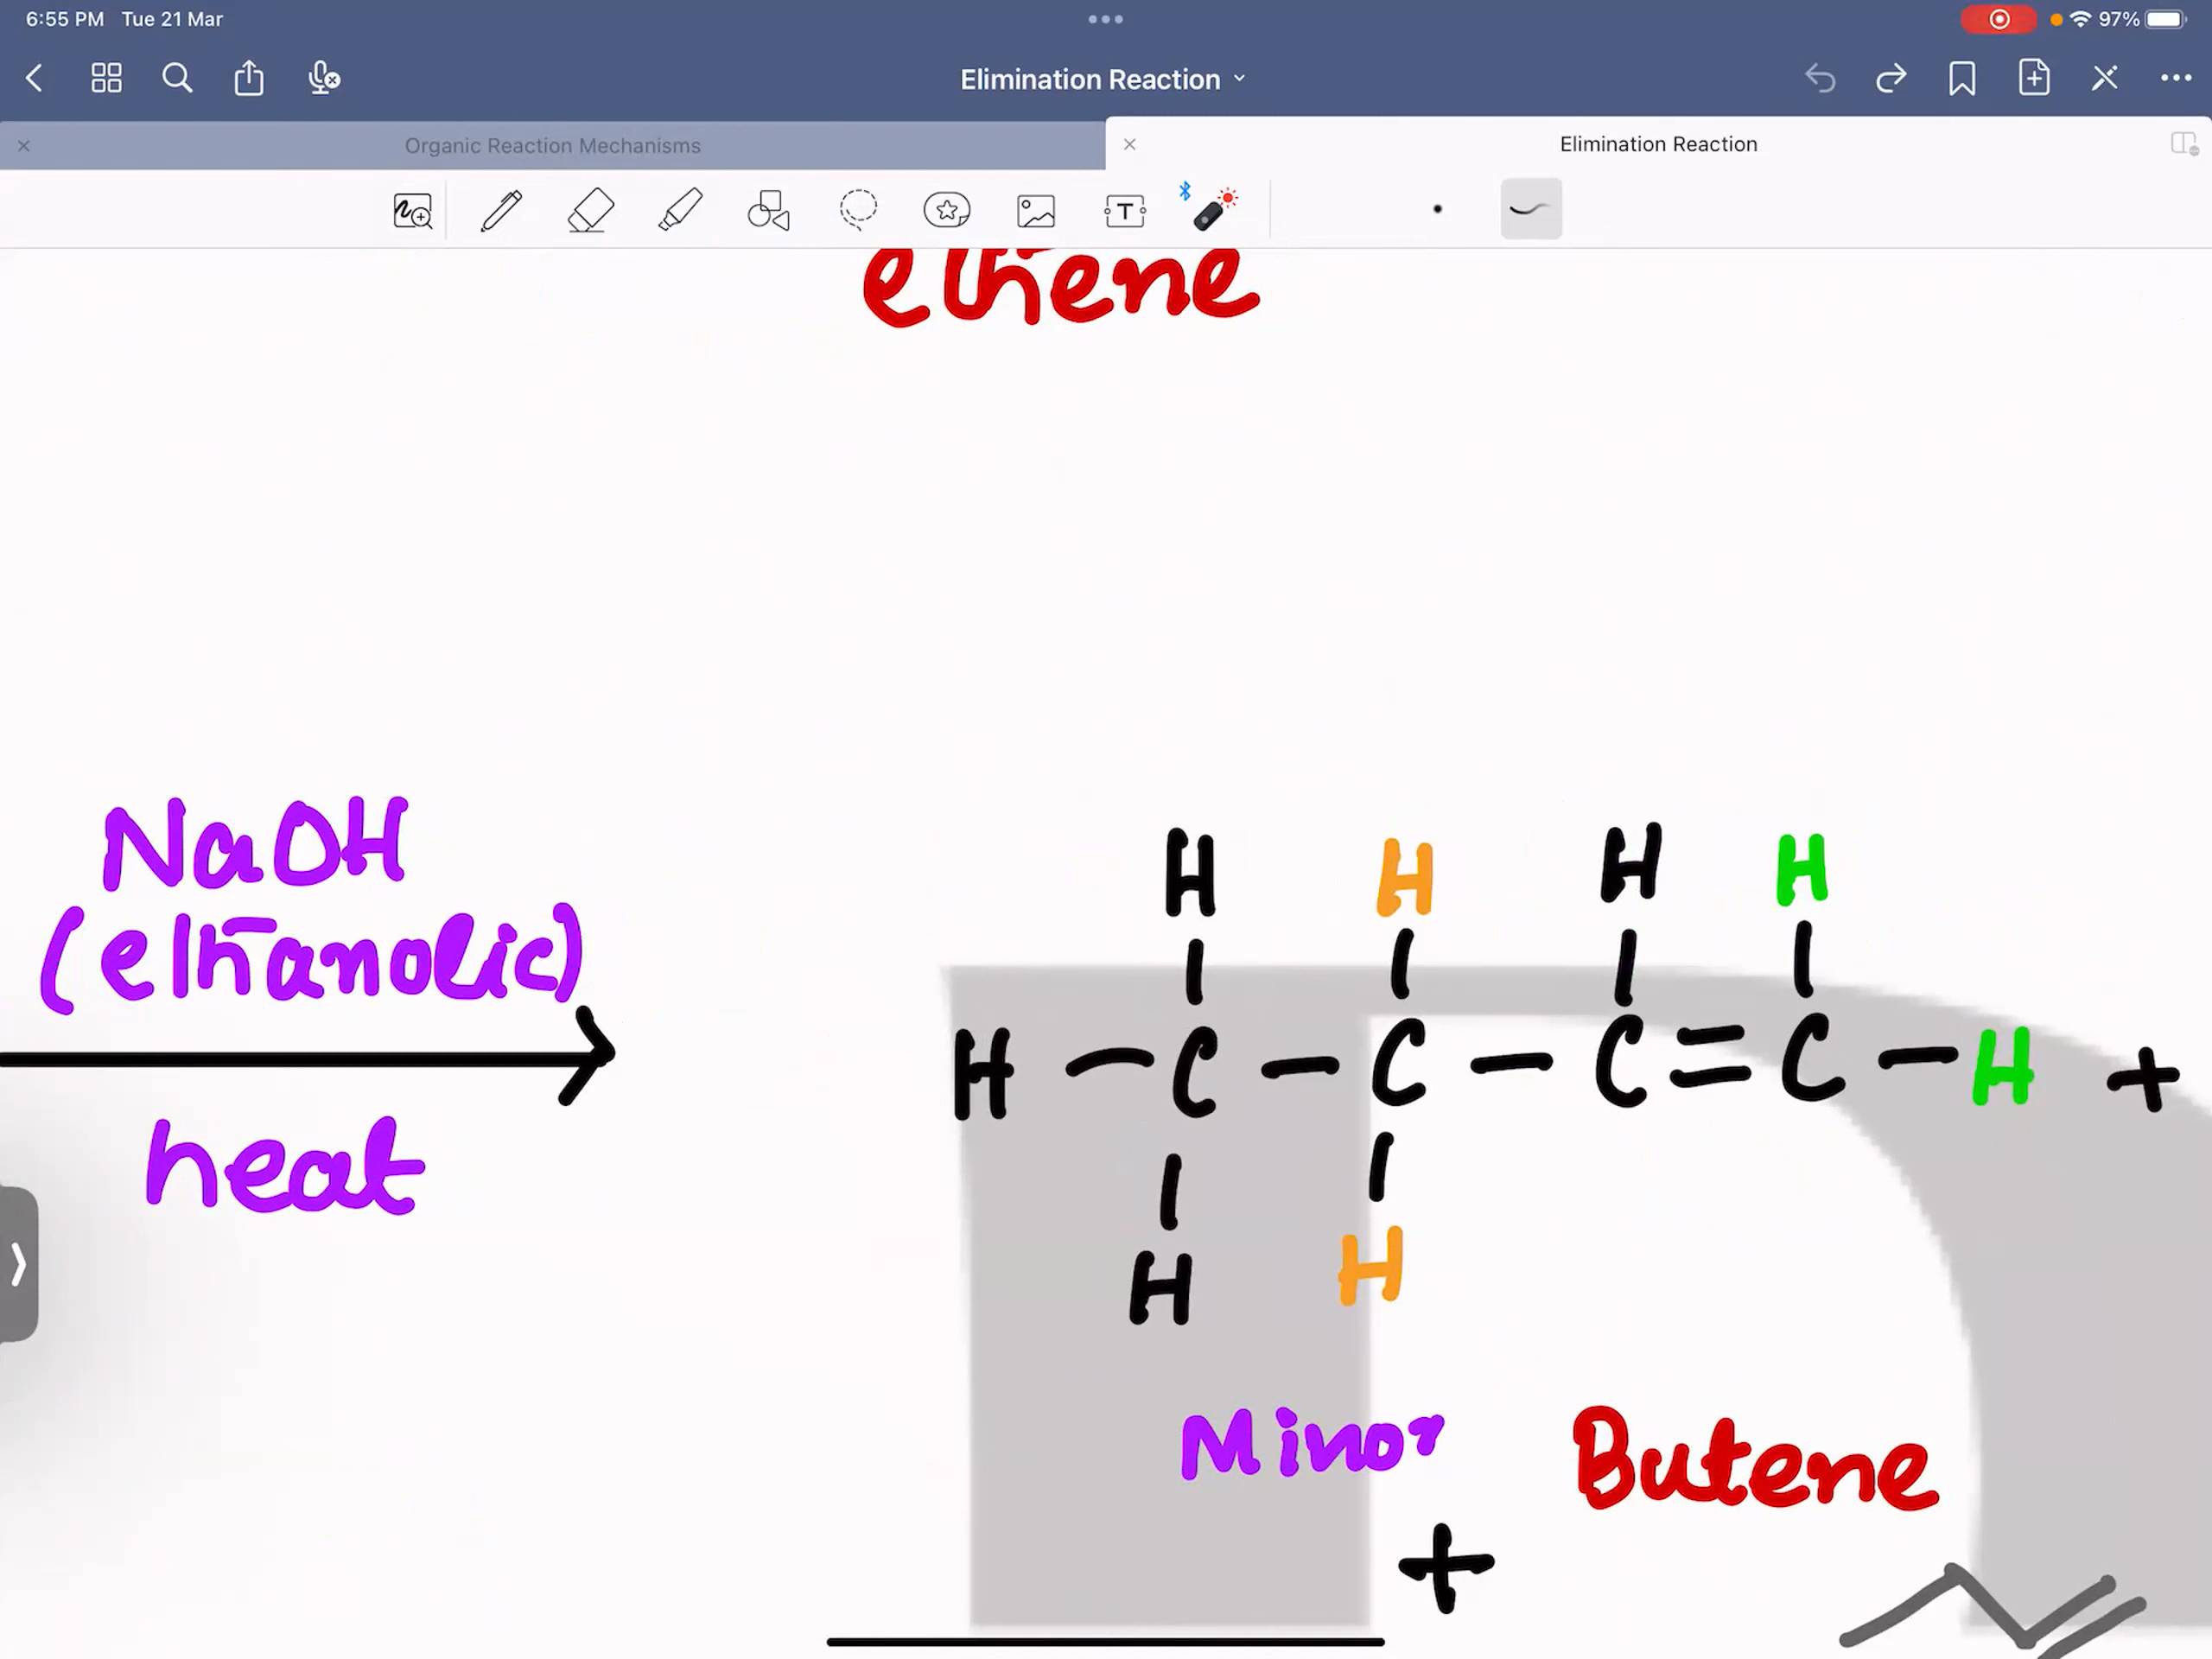 6:55 PM Tue 21 Mar
97%
Elimination Reaction
Organic Reaction Mechanisms
Elimination Reaction
T
ethene
NaOH
(ethanolic)
heat
H H H H
H - C - C - C = C - H +
H H
Minor Butene
+